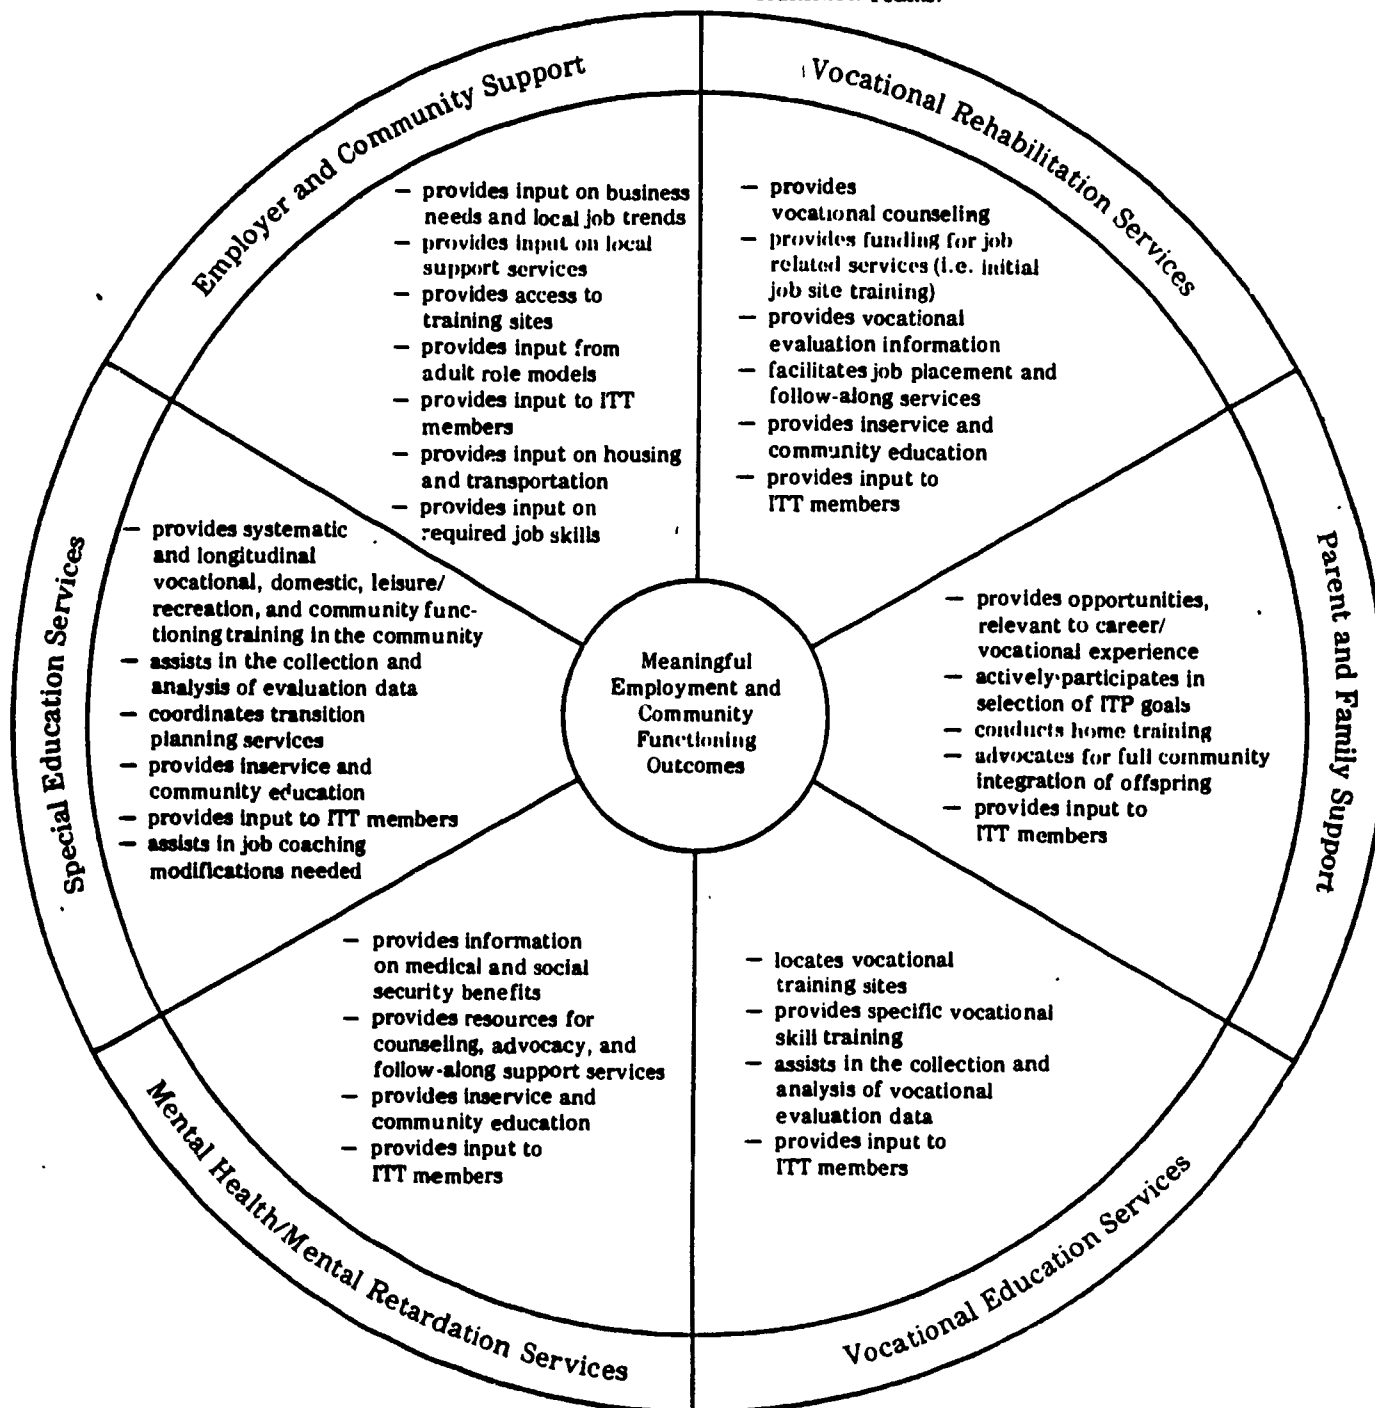 Employer and Community Support
— provides input on business
needs and local job trends
— provides input on local
support services
— provides access to
training sites
— provides input from
adult role models
— provides input to ITT
members
— provides input on housing
and transportation
— provides input on
required job skills
Vocational Rehabilitation Services
— provides
vocational counseling
— provides funding for job
related services (i.e. initial
job site training)
— provides vocational
evaluation information
— facilitates job placement and
follow-along services
— provides inservice and
community education
— provides input to
ITT members
Parent and Family Support
— provides opportunities,
relevant to career/
vocational experience
— actively participates in
selection of ITP goals
— conducts home training
— advocates for full community
integration of offspring
— provides input to
ITT members
Vocational Education Services
— locates vocational
training sites
— provides specific vocational
skill training
— assists in the collection and
analysis of vocational
evaluation data
— provides input to
ITT members
Mental Health/Mental Retardation Services
— provides information
on medical and social
security benefits
— provides resources for
counseling, advocacy, and
follow-along support services
— provides inservice and
community education
— provides input to
ITT members
Special Education Services
— provides systematic
and longitudinal
vocational, domestic, leisure/
recreation, and community func-
tioning training in the community
— assists in the collection and
analysis of evaluation data
— coordinates transition
planning services
— provides inservice and
community education
— provides input to ITT members
— assists in job coaching
modifications needed
Meaningful
Employment and
Community
Functioning
Outcomes